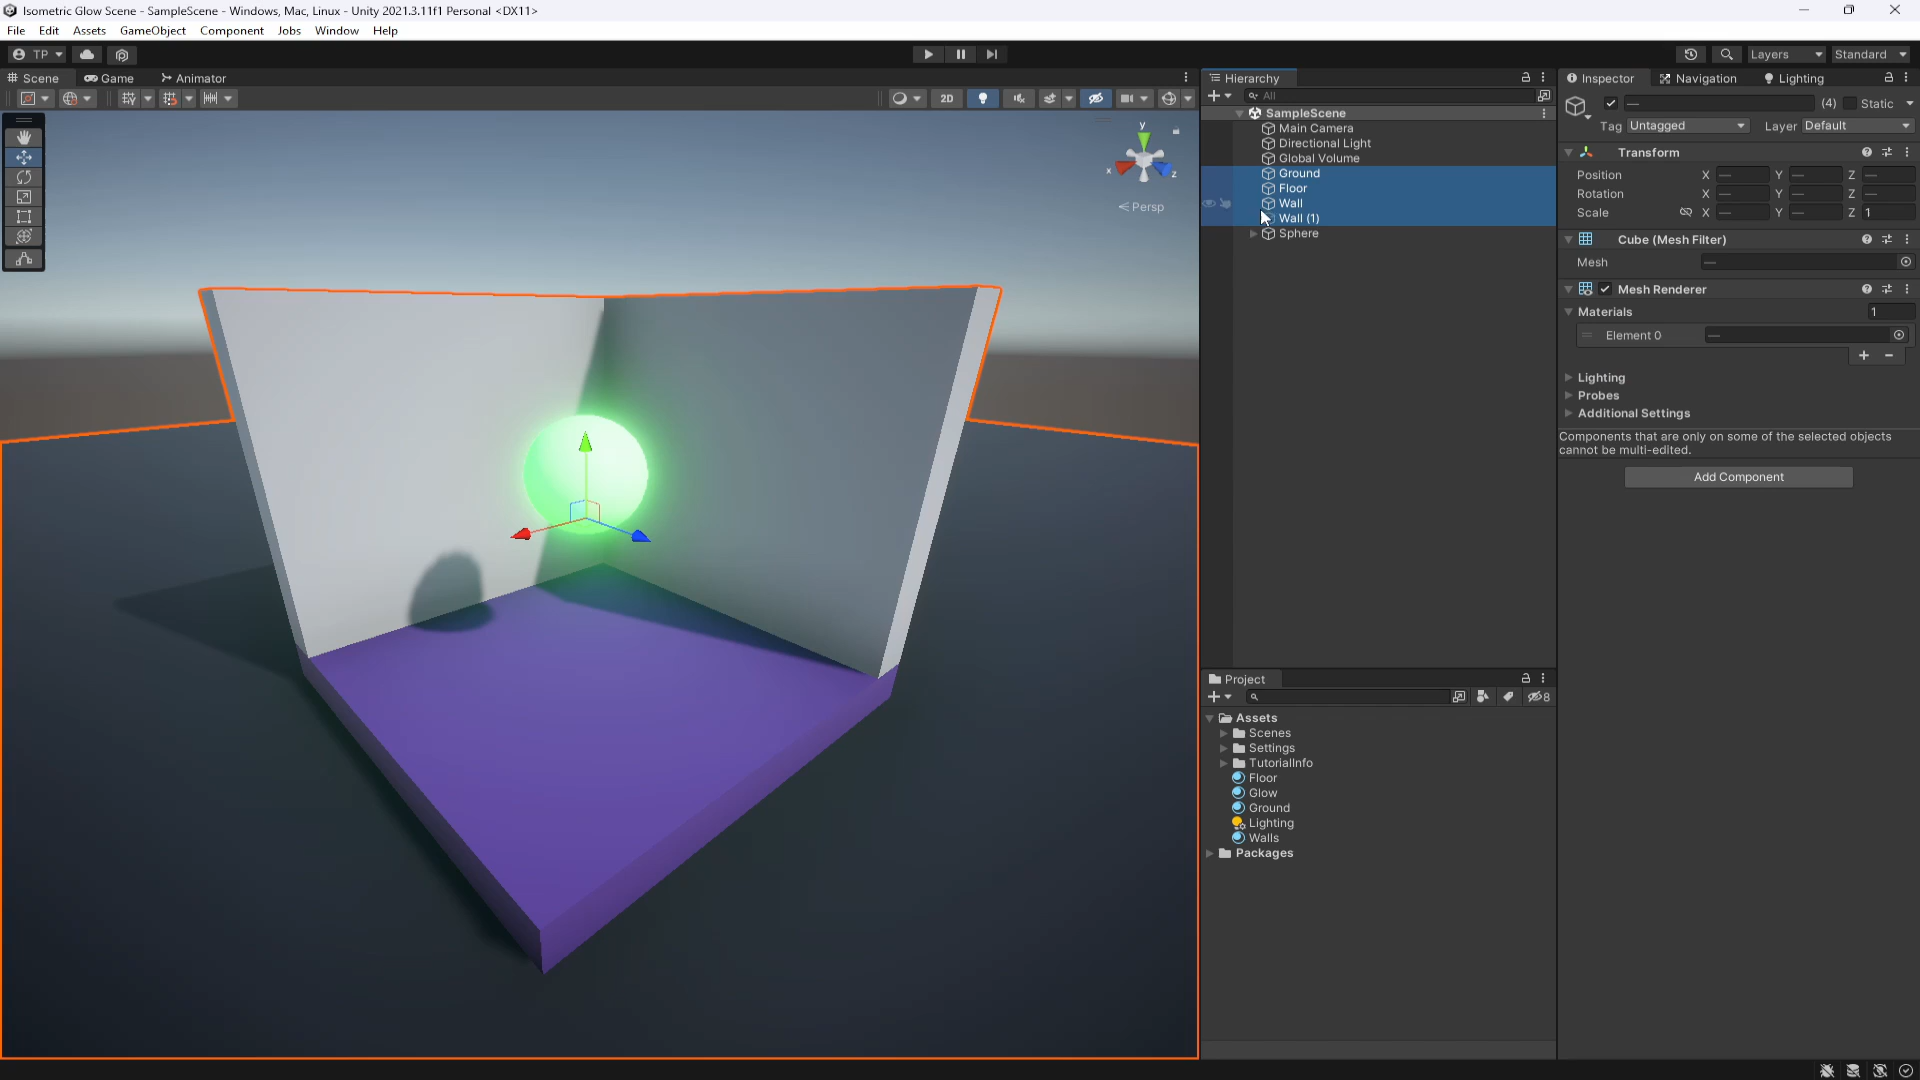 Isometric Glow Scene - SampleScene - Windows, Mac, Linux - Unity 2021.3.11f1 Personal <DX11>
File Edit Assets GameObject Component Jobs Window Help
TP
Layers Standard
Scene Game Animator
2D
y
x
z
Persp
Hierarchy
All
SampleScene
Main Camera
Directional Light
Global Volume
Ground
Floor
Wall
Wall (1)
Sphere
Project
8
Assets
Scenes
Settings
TutorialInfo
Floor
Glow
Ground
Lighting
Walls
Packages
Inspector Navigation Lighting
— (4) Static
Tag Untagged Layer Default
Transform
Position X — Y — Z —
Rotation X — Y — Z —
Scale X — Y — Z 1
Cube (Mesh Filter)
Mesh —
Mesh Renderer
Materials 1
Element 0 —
Lighting
Probes
Additional Settings
Components that are only on some of the selected objects
cannot be multi-edited.
Add Component